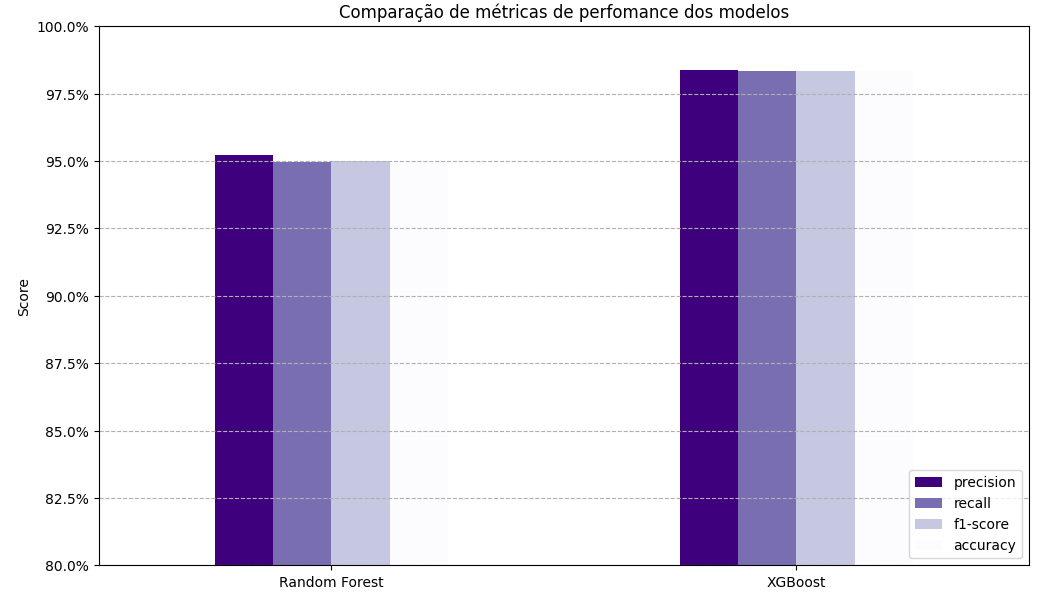 Comparação de métricas de perfomance dos modelos
100.0%
97.5%
95.0%
92.5%
90.0%
87.5%
85.0%
82.5%
80.0%
Score
precision
recall
f1-score
accuracy
Random Forest
XGBoost